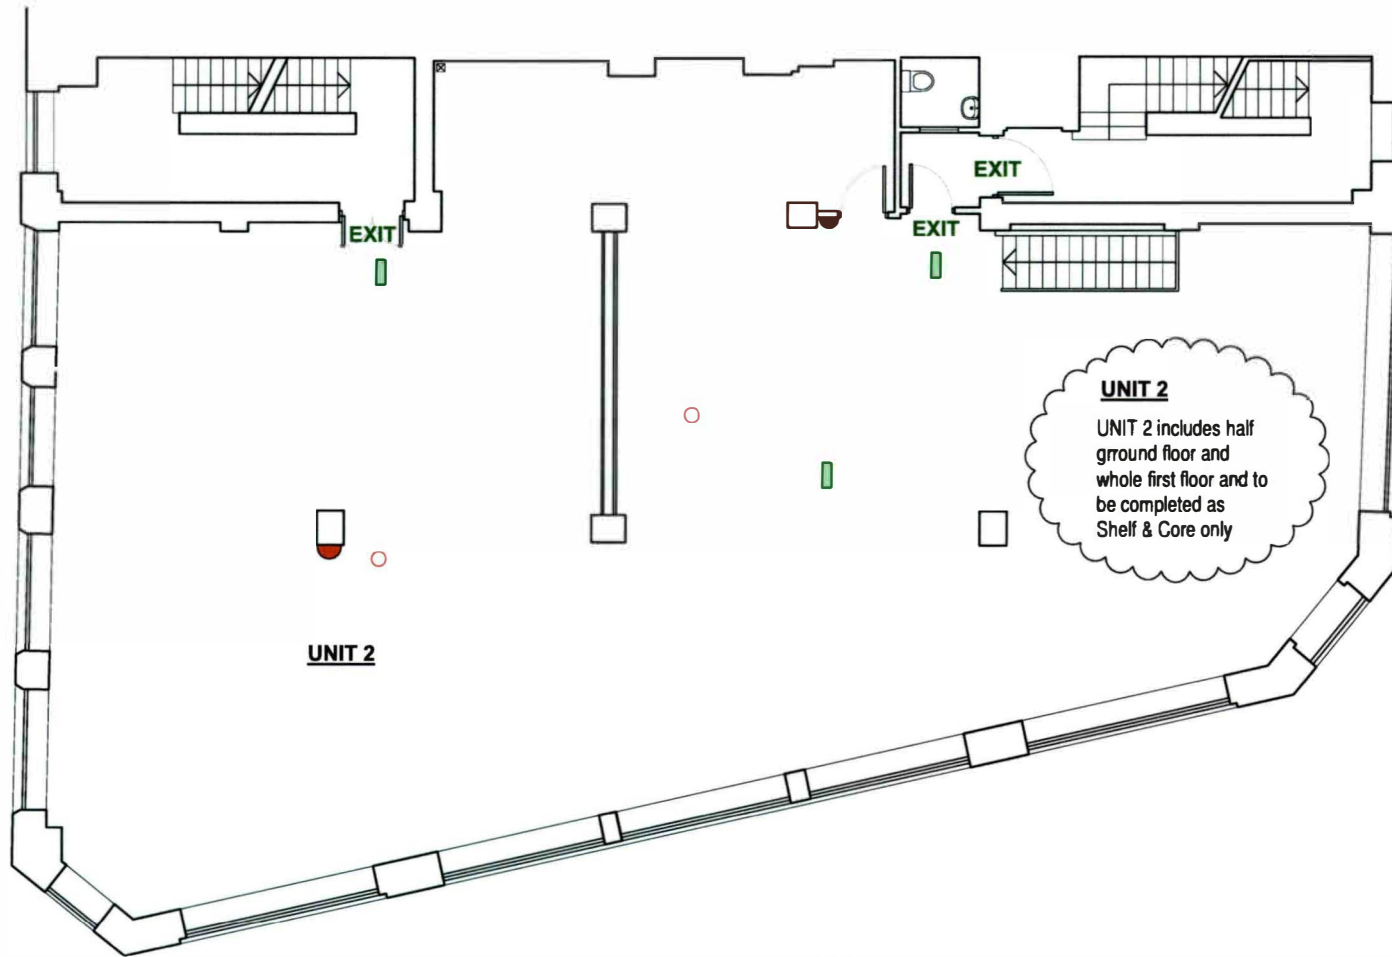 EXIT
EXIT
EXIT
UNIT 2
UNIT 2 includes half
grround floor and
whole first floor and to
be completed as
Shelf & Core only
UNIT 2